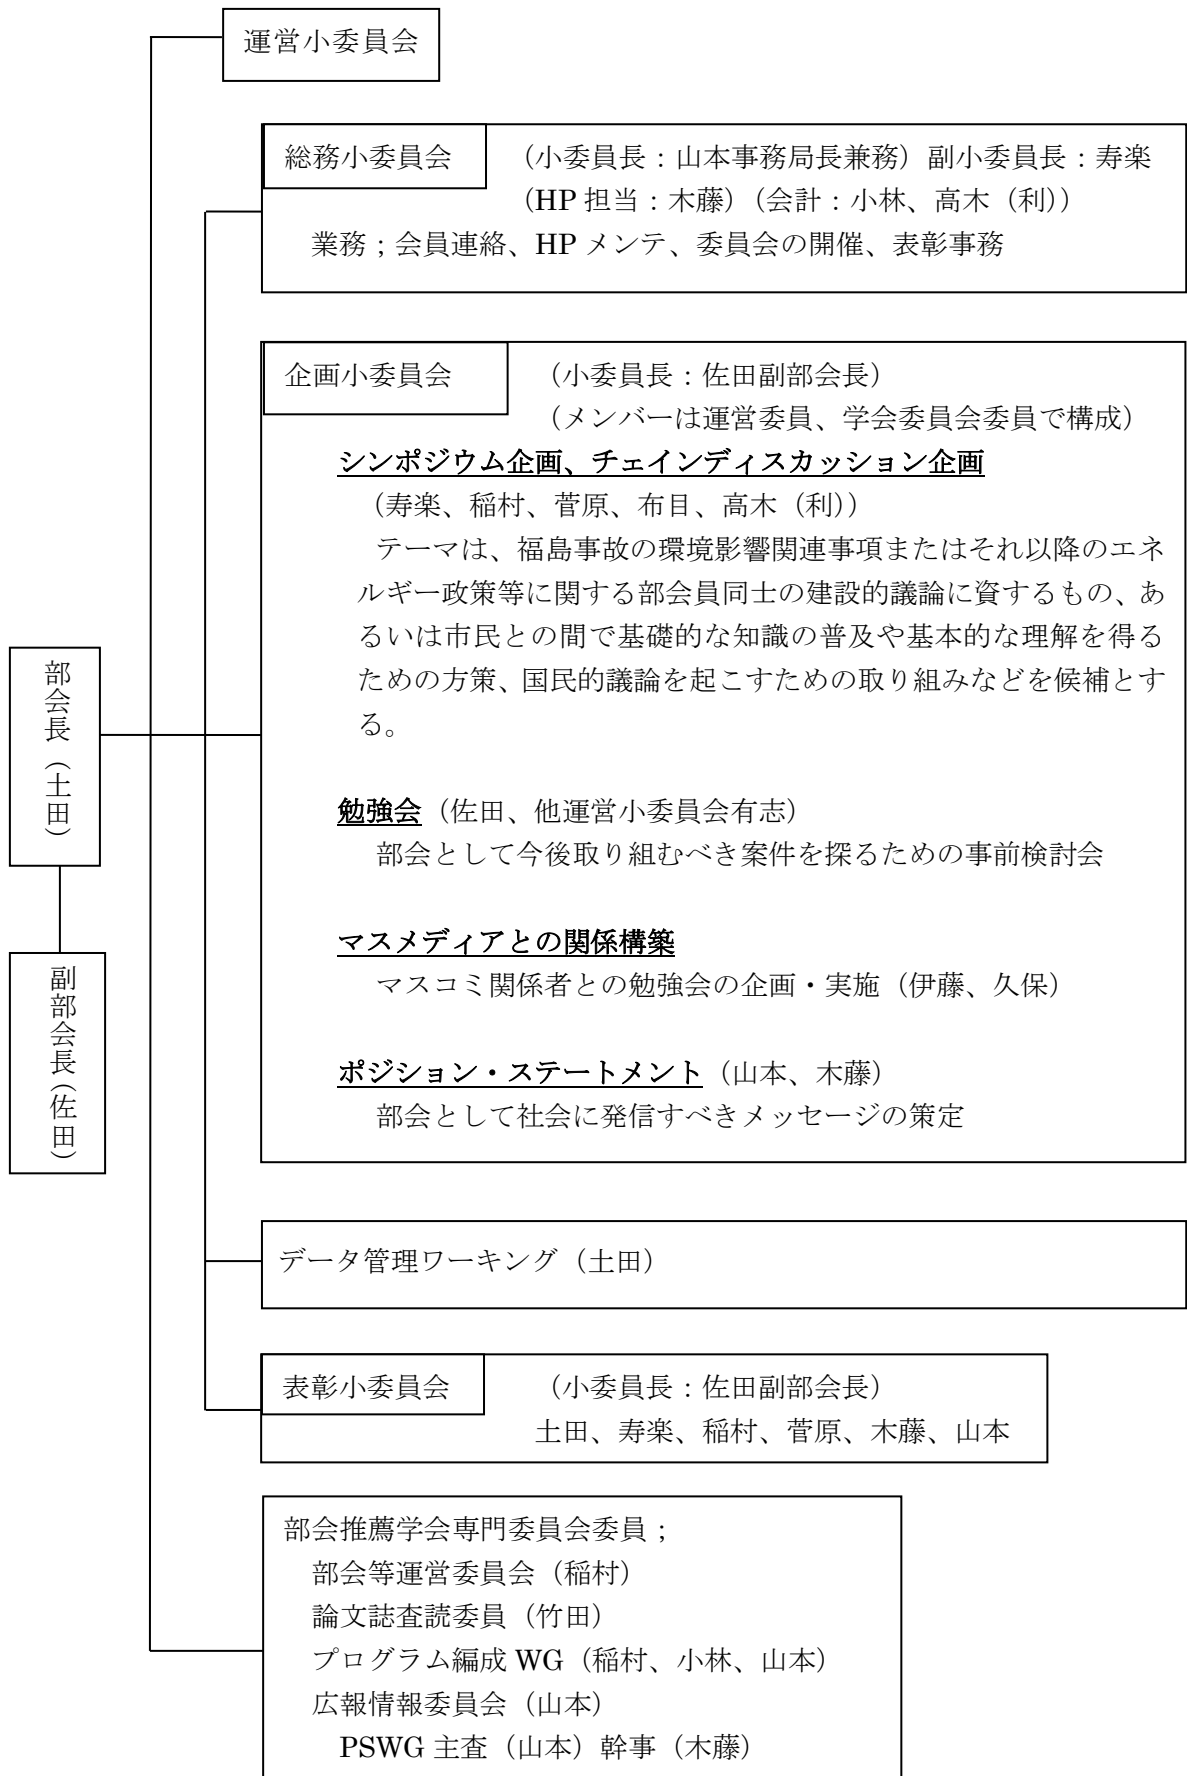 運営小委員会
総務小委員会 （小委員長：山本事務局長兼務）副小委員長：寿楽
（HP 担当：木藤）（会計：小林、高木（利））
業務；会員連絡、HP メンテ、委員会の開催、表彰事務
企画小委員会 （小委員長：佐田副部会長）
（メンバーは運営委員、学会委員会委員で構成）
シンポジウム企画、チェインディスカッション企画
（寿楽、稲村、菅原、布目、高木（利））
テーマは、福島事故の環境影響関連事項またはそれ以降のエネ
ルギー政策等に関する部会員同士の建設的議論に資するもの、あ
るいは市民との間で基礎的な知識の普及や基本的な理解を得る
ための方策、国民的議論を起こすための取り組みなどを候補とす
る。
部会長（土田）
勉強会（佐田、他運営小委員会有志）
部会として今後取り組むべき案件を探るための事前検討会
マスメディアとの関係構築
マスコミ関係者との勉強会の企画・実施（伊藤、久保）
副部会長（佐田）
ポジション・ステートメント（山本、木藤）
部会として社会に発信すべきメッセージの策定
データ管理ワーキング（土田）
表彰小委員会 （小委員長：佐田副部会長）
土田、寿楽、稲村、菅原、木藤、山本
部会推薦学会専門委員会委員；
部会等運営委員会（稲村）
論文誌査読委員（竹田）
プログラム編成 WG（稲村、小林、山本）
広報情報委員会（山本）
PSWG 主査（山本）幹事（木藤）